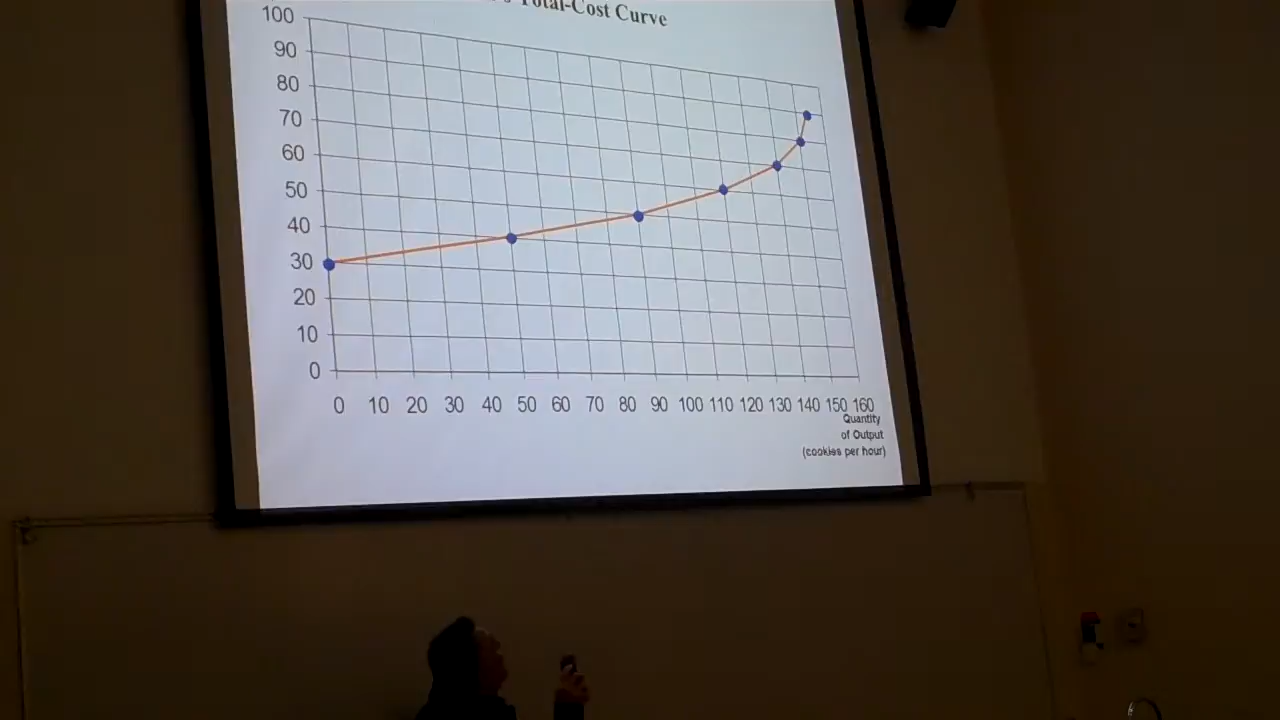 Total-Cost Curve
100
90
80
70
60
50
40
30
20
10
0
0 10 20 30 40 50 60 70 80 90 100 110 120 130 140 150 160
Quantity
of Output
(cookies per hour)